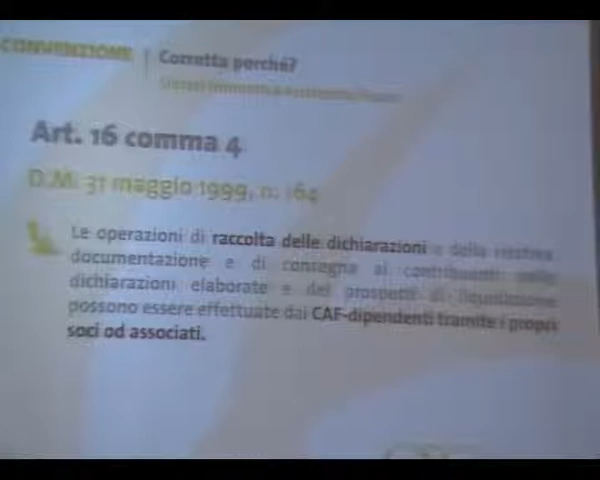 CONVENZIONE | Corretta perché?
Art. 16 comma 4
D.M. 31 maggio 1999, n. 164
Le operazioni di raccolta delle dichiarazioni e della relativa
documentazione e di consegna ai contribuenti delle
dichiarazioni elaborate e dei prospetti di liquidazione
possono essere effettuate dai CAF-dipendenti tramite i propri
soci od associati.